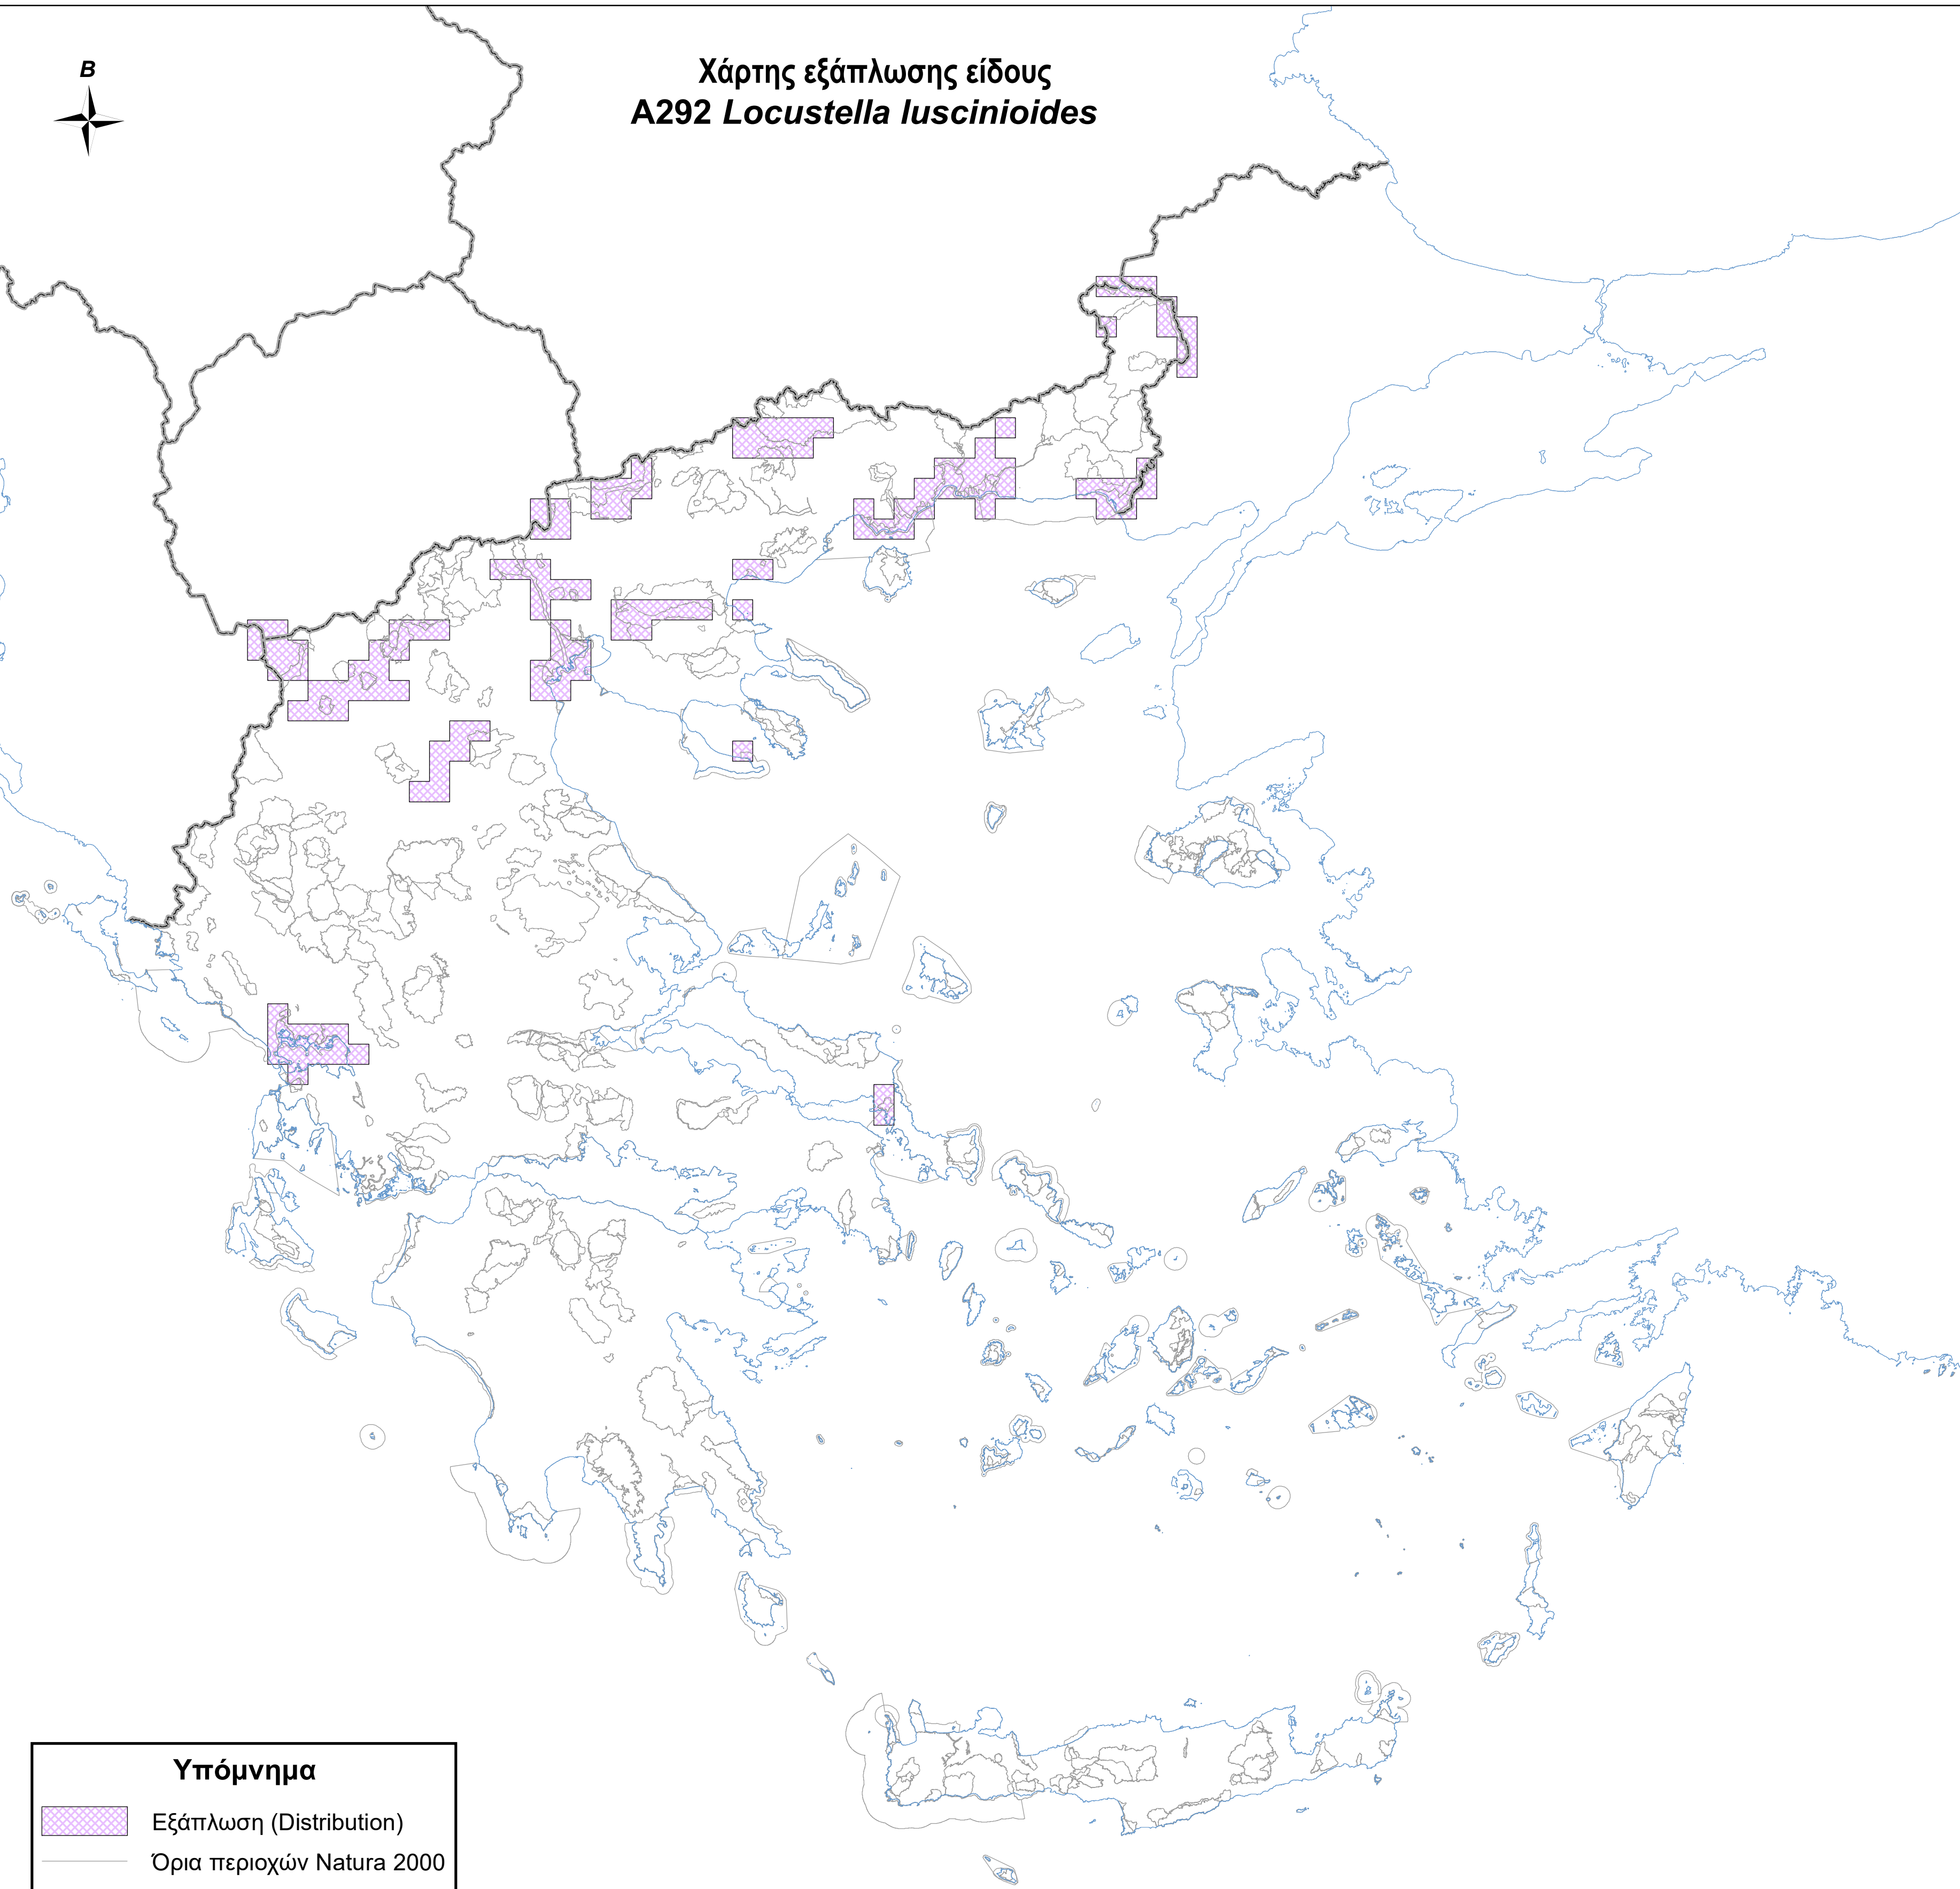 B
Χάρτης εξάπλωσης είδους
A292 Locustella luscinioides
Υπόμνημα
Εξάπλωση (Distribution)
Όρια περιοχών Natura 2000